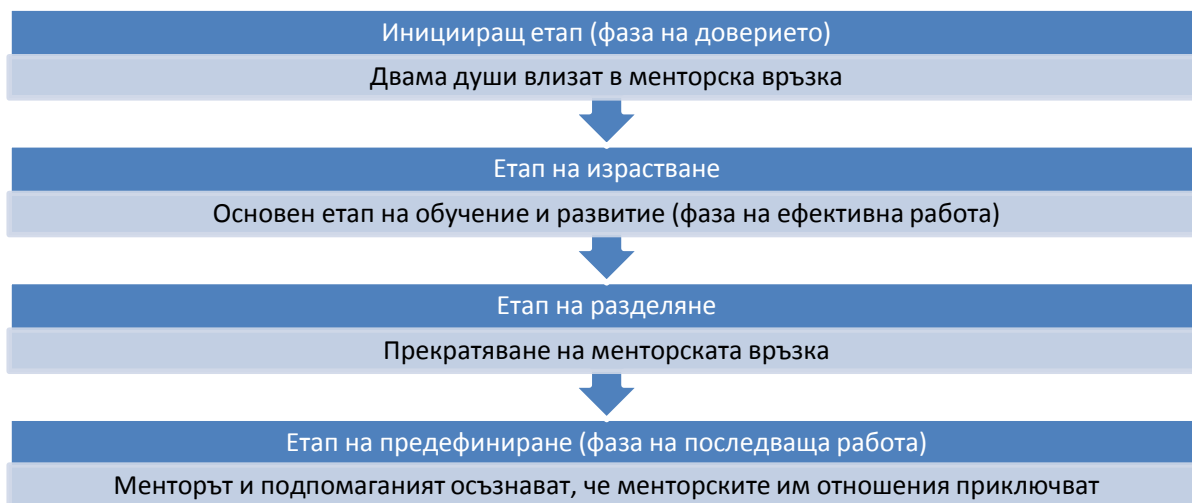 Иницииращ етап (фаза на доверието)
Двама души влизат в менторска връзка
Етап на израстване
Основен етап на обучение и развитие (фаза на ефективна работа)
Етап на разделяне
Прекратяване на менторската връзка
Етап на предефиниране (фаза на последваща работа)
Менторът и подпомаганият осъзнават, че менторските им отношения приключват